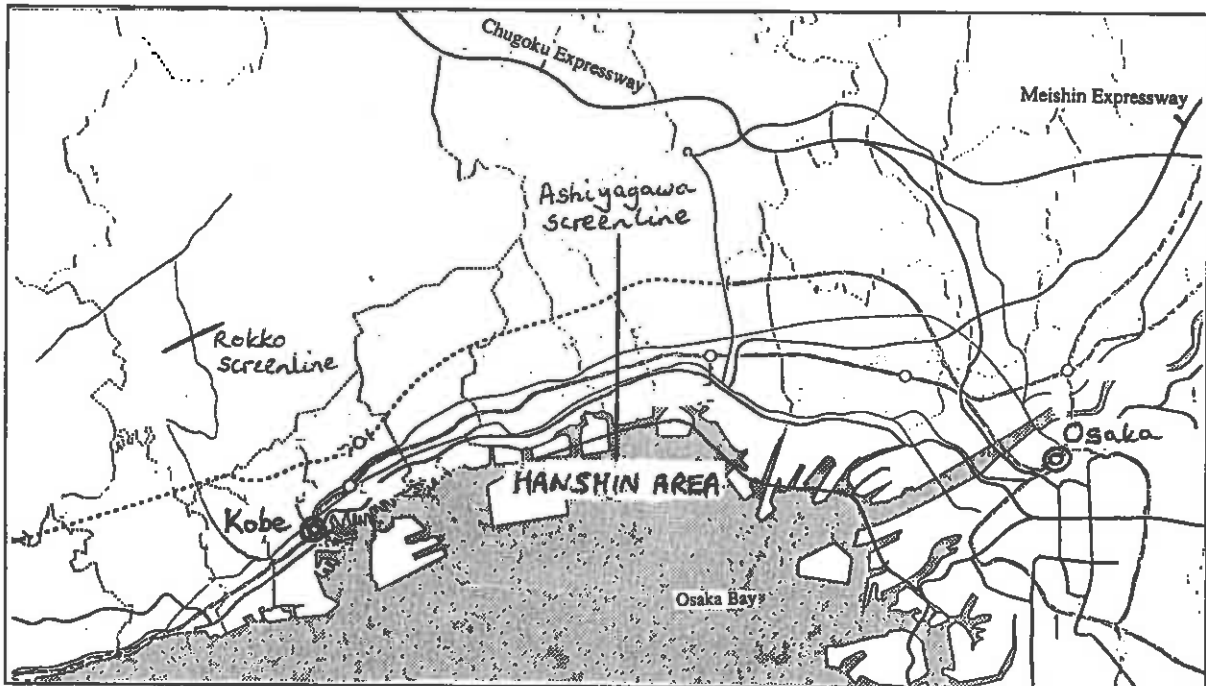 Chugoku Expressway
Meishin Expressway
Ashiyagawa
screenline
Rokko
screenline
Osaka
HANSHIN AREA
Kobe
Osaka Bay